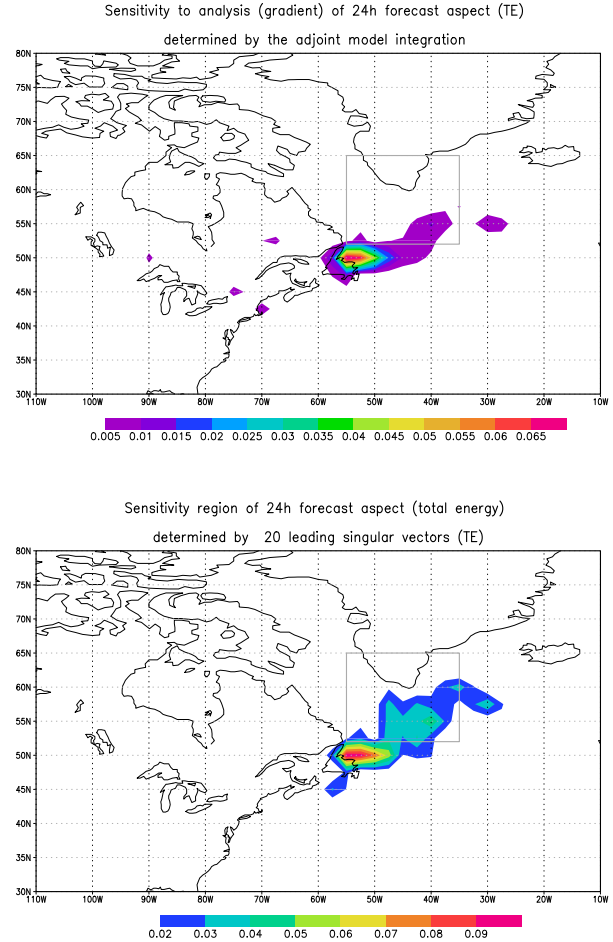 Sensitivity to analysis (gradient) of 24h forecast aspect (TE)
determined by the adjoint model integration
80N
75N
70N
65N
60N
55N
50N
45N
40N
35N
30N
110W 100W 90W 80W 70W 60W 50W 40W 30W 20W 10W
0.005 0.01 0.015 0.02 0.025 0.03 0.035 0.04 0.045 0.05 0.055 0.06 0.065
Sensitivity region of 24h forecast aspect (total energy)
determined by 20 leading singular vectors (TE)
80N
75N
70N
65N
60N
55N
50N
45N
40N
35N
30N
110W 100W 90W 80W 70W 60W 50W 40W 30W 20W 10W
0.02 0.03 0.04 0.05 0.06 0.07 0.08 0.09